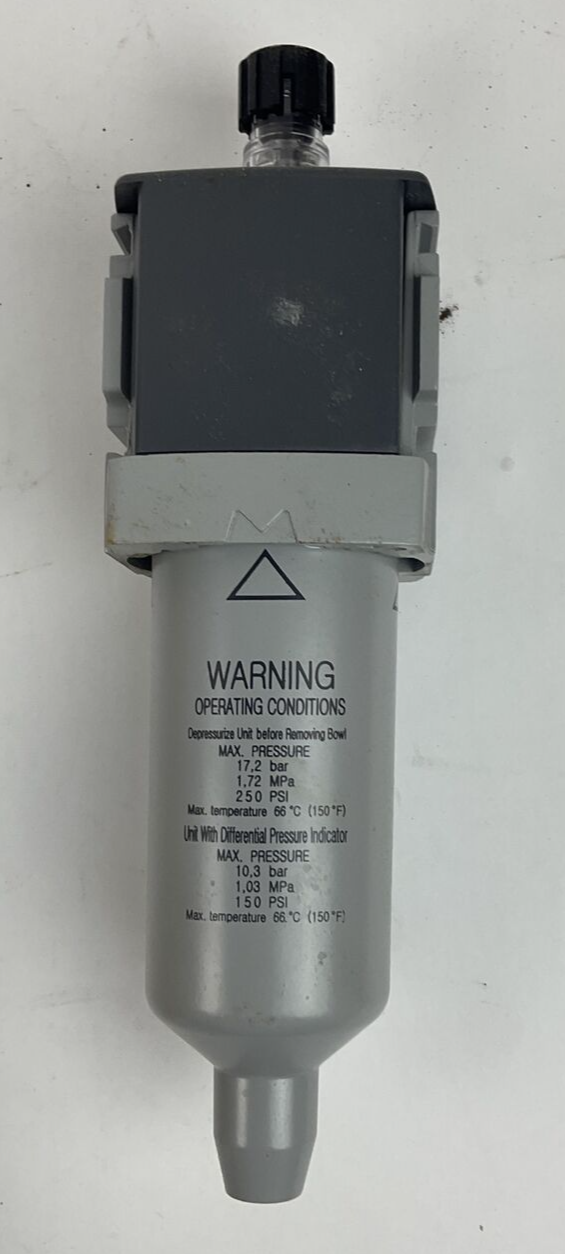 WARNING
OPERATING CONDITIONS
Depressurize Unit before Removing Bowl
MAX. PRESSURE
17,2 bar
1,72 MPa
250 PSI
Max. temperature 66 °C (150°F)
Unit With Differential Pressure Indicator
MAX. PRESSURE
10,3 bar
1,03 MPa
150 PSI
Max. temperature 66.°C (150°F)